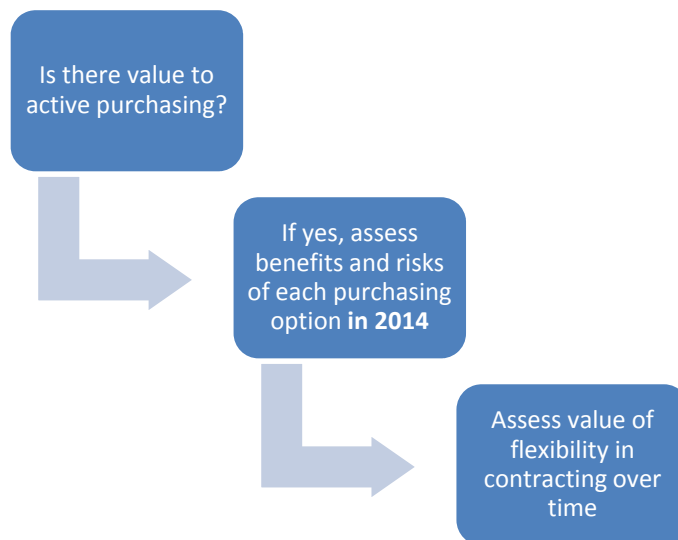 Is there value to
active purchasing?
If yes, assess
benefits and risks
of each purchasing
option in 2014
Assess value of
flexibility in
contracting over
time